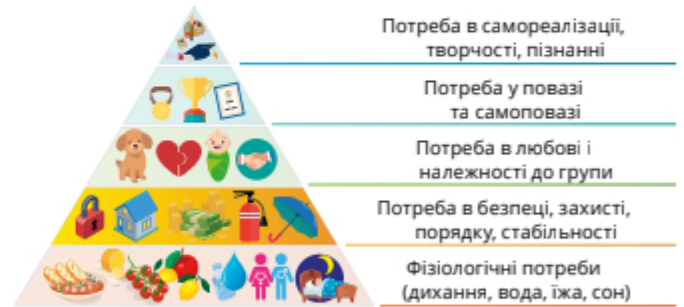 Потреба в самореалізації,
творчості, пізнанні
Потреба у повазі
та самоповазі
Потреба в любові і
належності до групи
Потреба в безпеці, захисті,
порядку, стабільності
Фізіологічні потреби
(дихання, вода, їжа, сон)